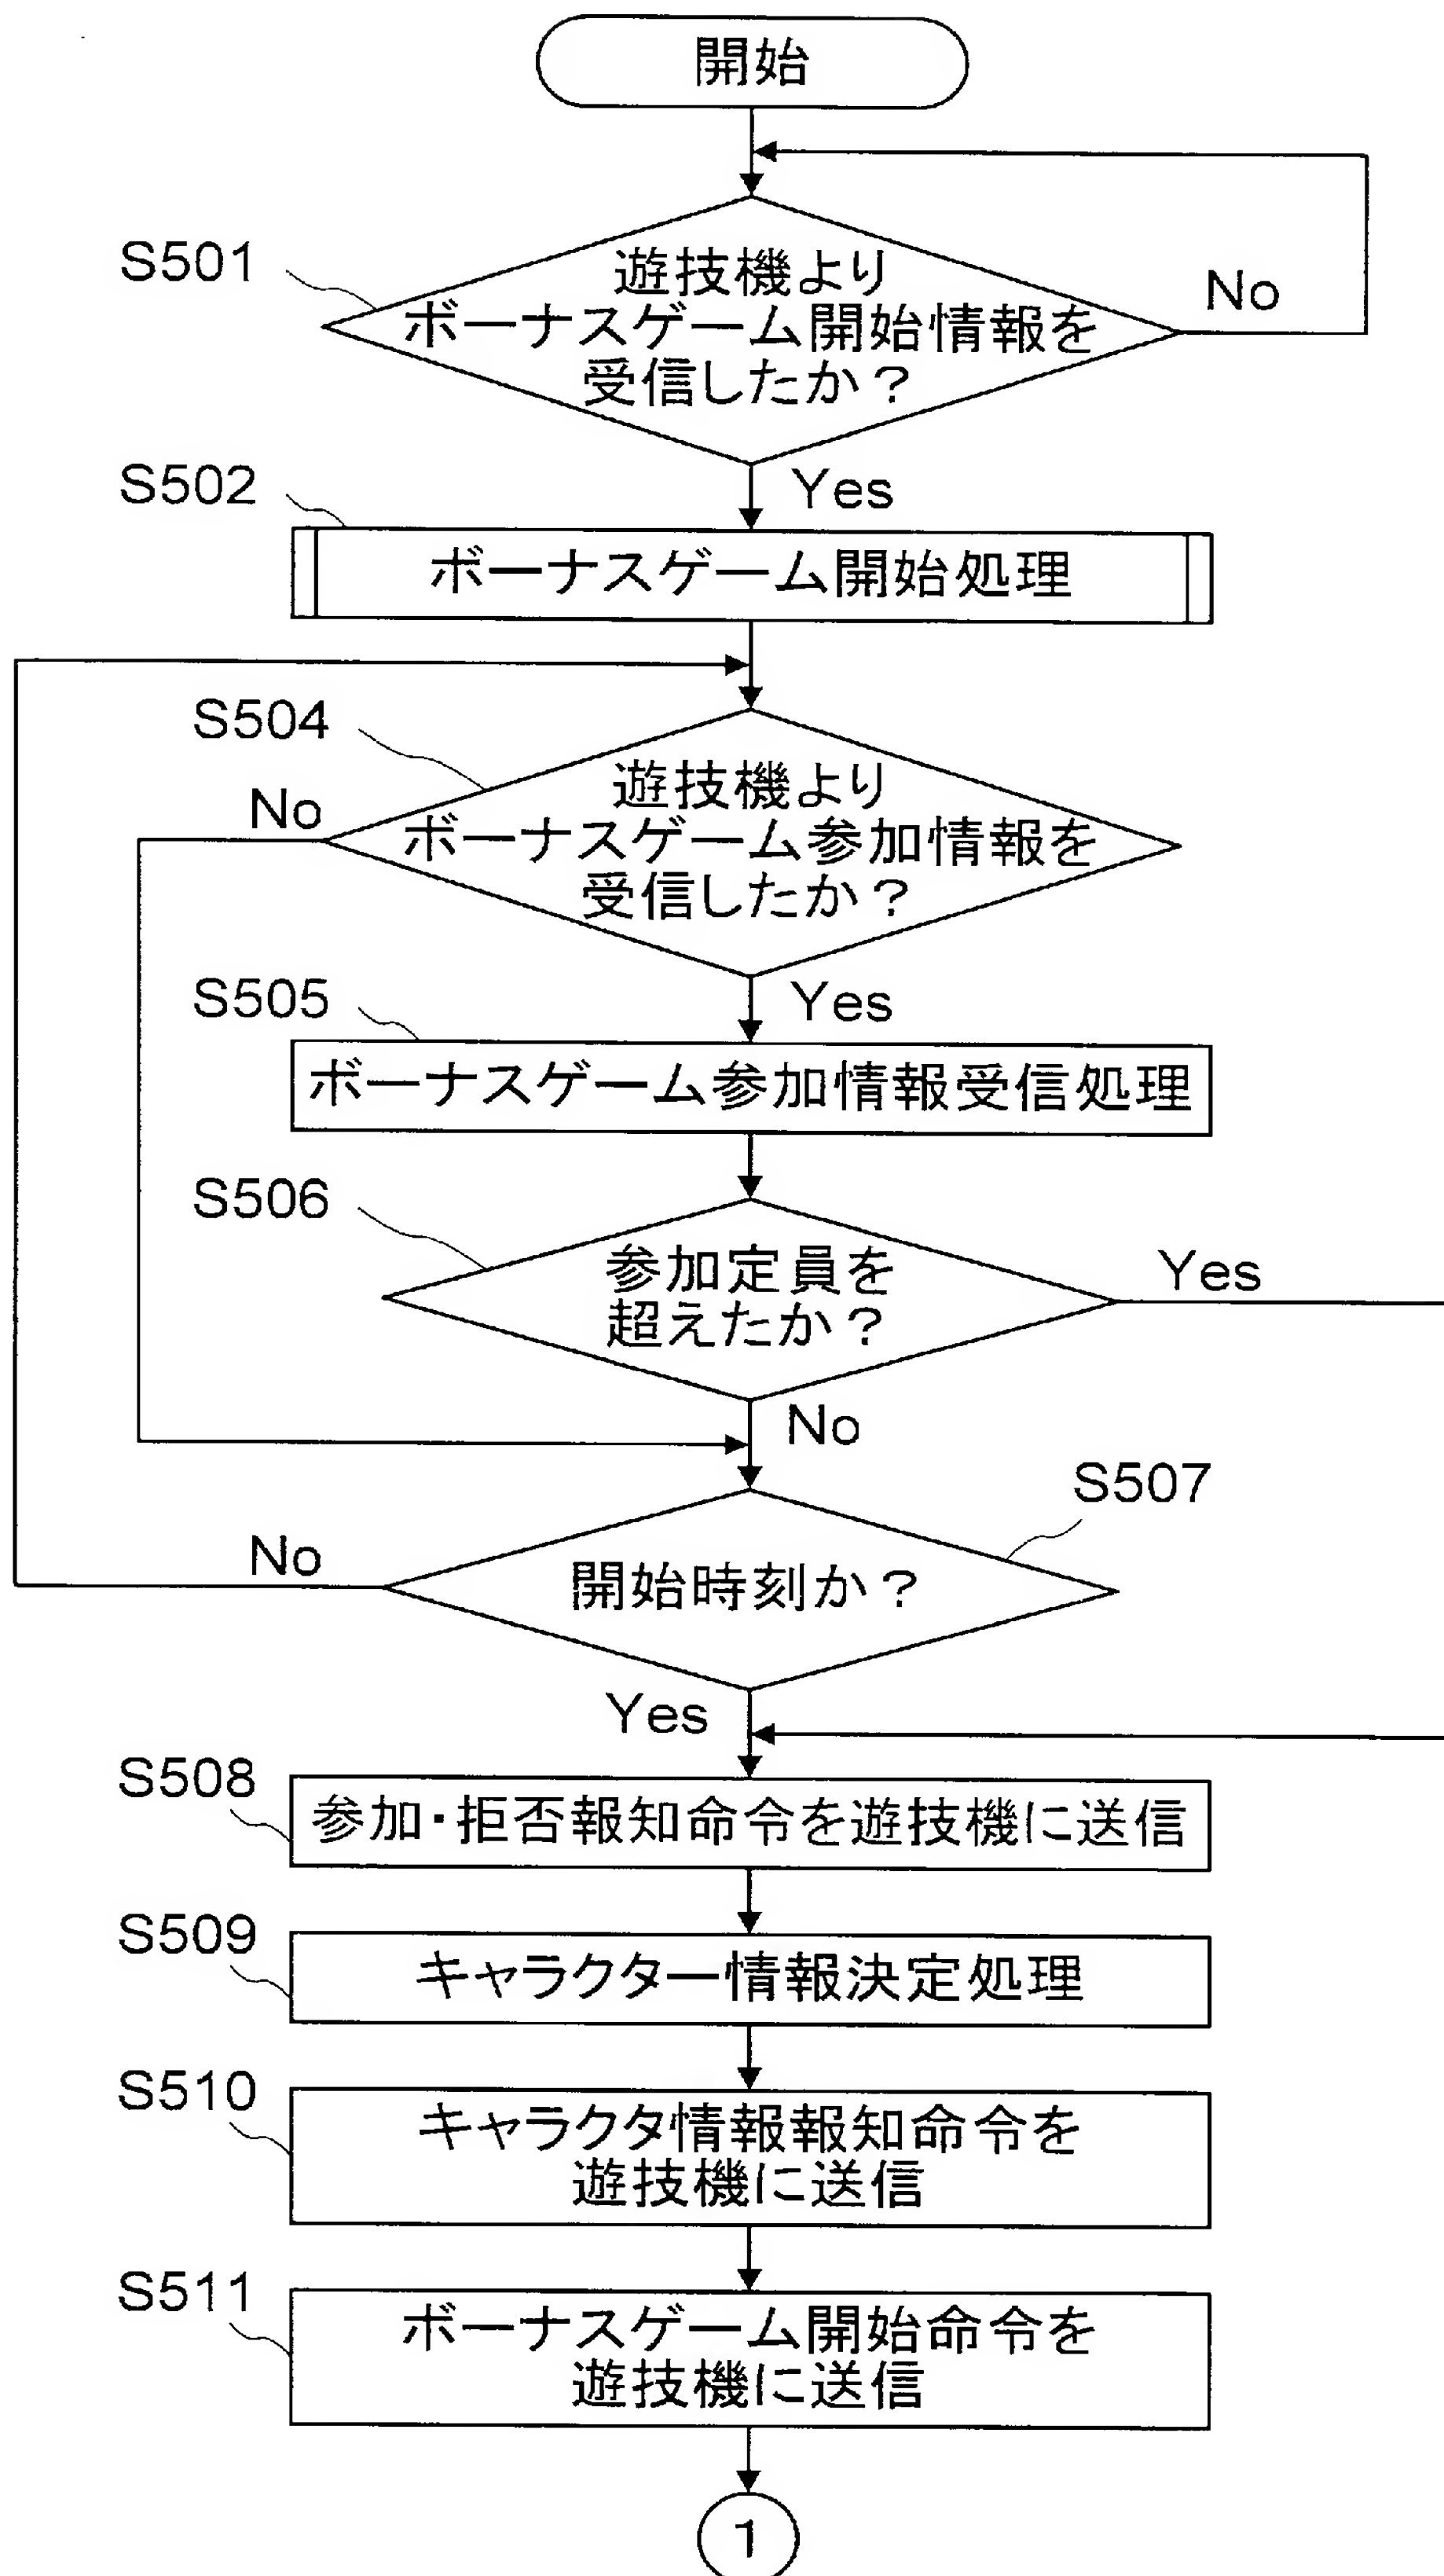 開始
S501
遊技機より
ボーナスゲーム開始情報を
受信したか？
No
Yes
S502
ボーナスゲーム開始処理
S504
遊技機より
ボーナスゲーム参加情報を
受信したか？
No
Yes
S505
ボーナスゲーム参加情報受信処理
S506
参加定員を
超えたか？
Yes
No
S507
開始時刻か？
No
Yes
S508
参加・拒否報知命令を遊技機に送信
S509
キャラクター情報決定処理
S510
キャラクタ情報報知命令を
遊技機に送信
S511
ボーナスゲーム開始命令を
遊技機に送信
1